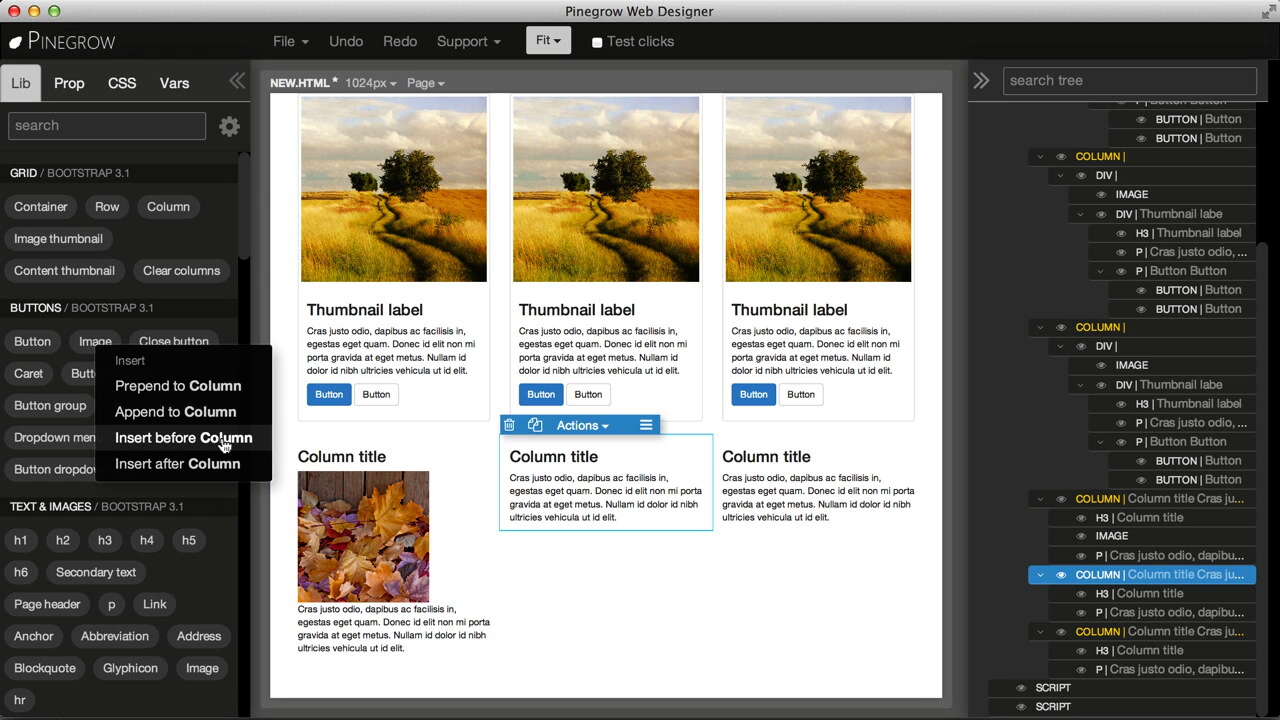 Pinegrow Web Designer
PINEGROW
File Undo Redo Support Fit Test clicks
Lib Prop CSS Vars
search
GRID / BOOTSTRAP 3.1
Container Row Column
Image thumbnail
Content thumbnail Clear columns
BUTTONS / BOOTSTRAP 3.1
Button Image Close button
Caret
Button group
Dropdown men
Button dropdow
Insert
Prepend to Column
Append to Column
Insert before Column
Insert after Column
TEXT & IMAGES / BOOTSTRAP 3.1
h1 h2 h3 h4 h5
h6 Secondary text
Page header p Link
Anchor Abbreviation Address
Blockquote Glyphicon Image
hr
NEW.HTML * 1024px Page
Thumbnail label
Cras justo odio, dapibus ac facilisis in,
egestas eget quam. Donec id elit non mi
porta gravida at eget metus. Nullam id
dolor id nibh ultricies vehicula ut id elit.
Button Button
Thumbnail label
Cras justo odio, dapibus ac facilisis in,
egestas eget quam. Donec id elit non mi
porta gravida at eget metus. Nullam id
dolor id nibh ultricies vehicula ut id elit.
Button Button
Thumbnail label
Cras justo odio, dapibus ac facilisis in,
egestas eget quam. Donec id elit non mi
porta gravida at eget metus. Nullam id
dolor id nibh ultricies vehicula ut id elit.
Button Button
Actions
Column title
Cras justo odio, dapibus ac facilisis in,
egestas eget quam. Donec id elit non mi porta
gravida at eget metus. Nullam id dolor id nibh
ultricies vehicula ut id elit.
Column title
Cras justo odio, dapibus ac facilisis in,
egestas eget quam. Donec id elit non mi porta
gravida at eget metus. Nullam id dolor id nibh
ultricies vehicula ut id elit.
Column title
Cras justo odio, dapibus ac facilisis in,
egestas eget quam. Donec id elit non mi porta
gravida at eget metus. Nullam id dolor id nibh
ultricies vehicula ut id elit.
search tree
BUTTON | Button
BUTTON | Button
COLUMN |
DIV |
IMAGE
DIV | Thumbnail labe
H3 | Thumbnail label
P | Cras justo odio, ...
P | Button Button
BUTTON | Button
BUTTON | Button
COLUMN |
DIV |
IMAGE
DIV | Thumbnail labe
H3 | Thumbnail label
P | Cras justo odio, ...
P | Button Button
BUTTON | Button
BUTTON | Button
COLUMN | Column title Cras ju...
H3 | Column title
IMAGE
P | Cras justo odio, dapibu...
COLUMN | Column title Cras ju...
H3 | Column title
P | Cras justo odio, dapibu...
COLUMN | Column title Cras ju...
H3 | Column title
P | Cras justo odio, dapibu...
SCRIPT
SCRIPT